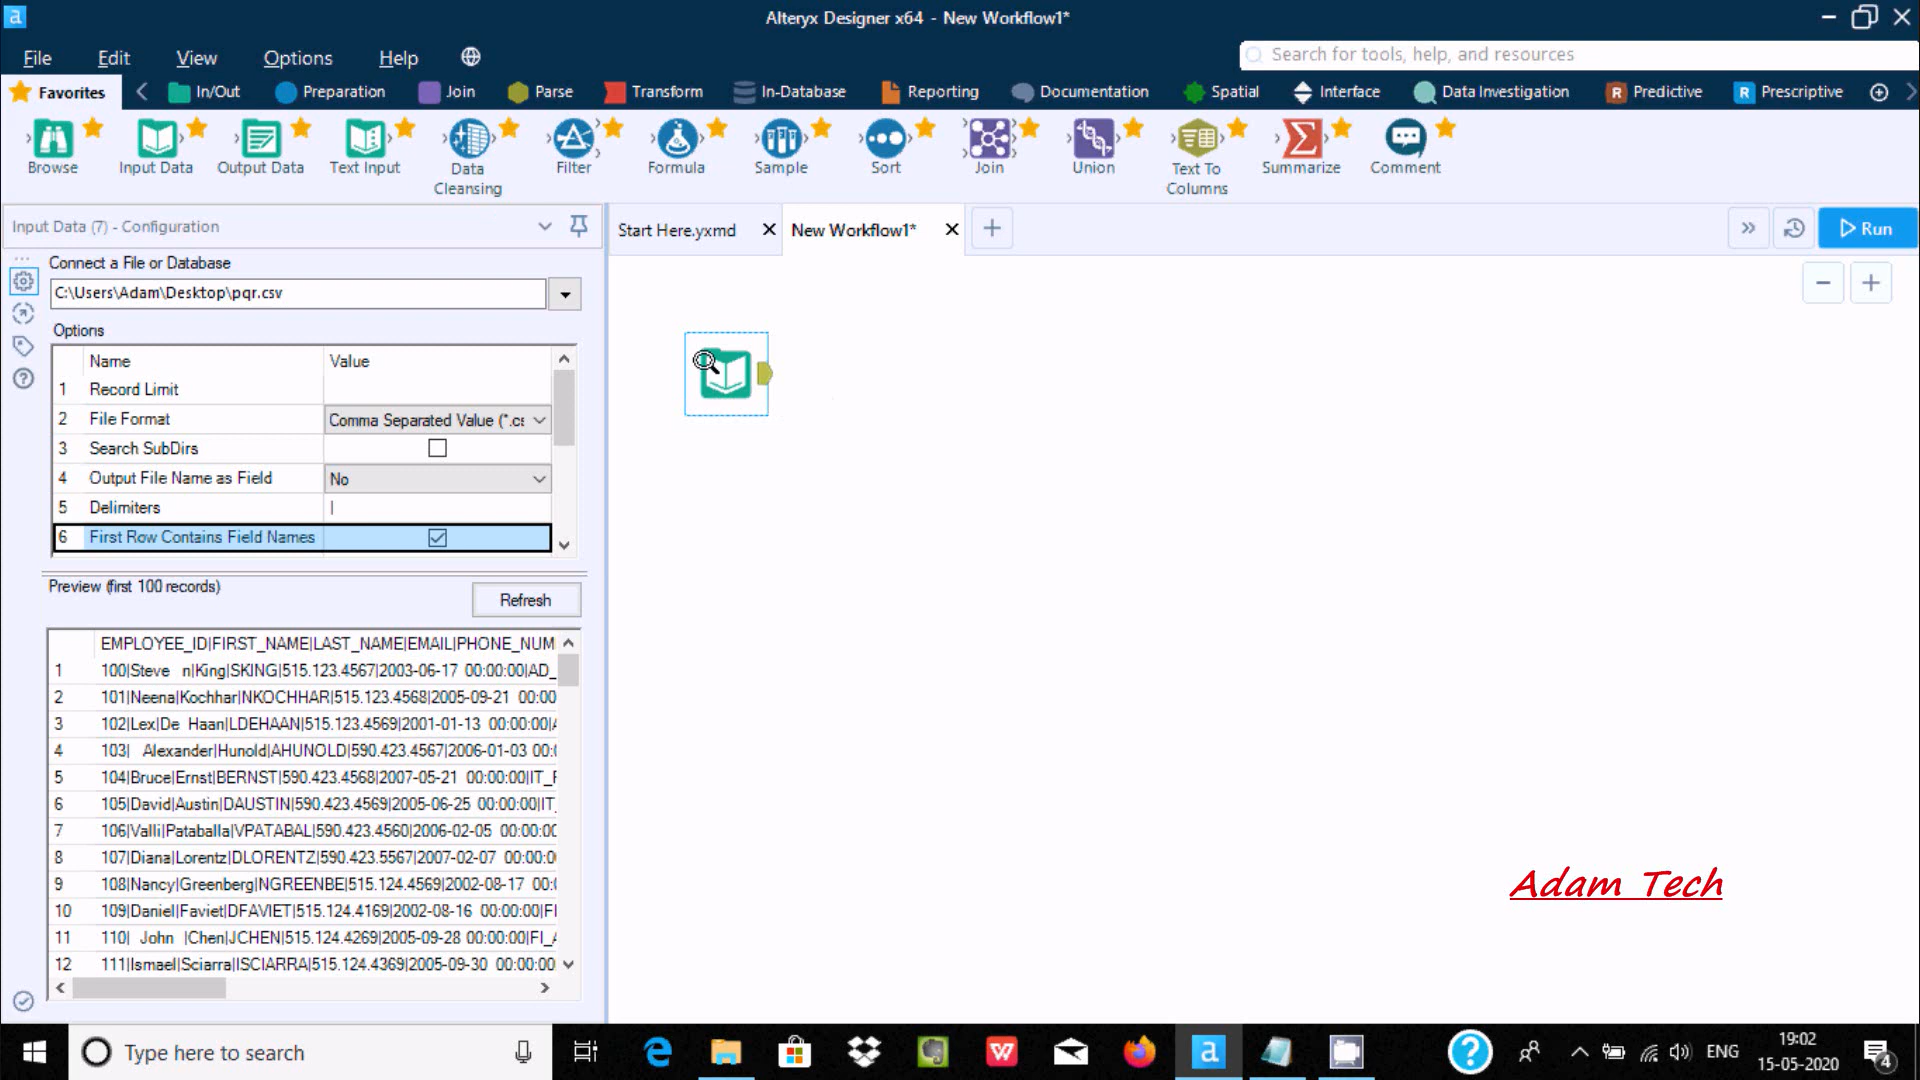 Alteryx Designer x64 - New Workflow1*
File Edit View Options Help
Search for tools, help, and resources
Favorites In/Out Preparation Join Parse Transform In-Database Reporting Documentation Spatial Interface Data Investigation Predictive Prescriptive
Browse Input Data Output Data Text Input Data Cleansing Filter Formula Sample Sort Join Union Text To Columns Summarize Comment
Input Data (7) - Configuration
Start Here.yxmd New Workflow1* Run
Connect a File or Database
C:\Users\Adam\Desktop\pqr.csv
Options
Name Value
1 Record Limit
2 File Format Comma Separated Value (*.cs
3 Search SubDirs
4 Output File Name as Field No
5 Delimiters |
6 First Row Contains Field Names
Preview (first 100 records) Refresh
EMPLOYEE_ID|FIRST_NAME|LAST_NAME|EMAIL|PHONE_NUM
1 100|Steve n|King|SKING|515.123.4567|2003-06-17 00:00:00|AD_
2 101|Neena|Kochhar|NKOCHHAR|515.123.4568|2005-09-21 00:00
3 102|Lex|De Haan|LDEHAAN|515.123.4569|2001-01-13 00:00:00|
4 103| Alexander|Hunold|AHUNOLD|590.423.4567|2006-01-03 00:
5 104|Bruce|Ernst|BERNST|590.423.4568|2007-05-21 00:00:00|IT_
6 105|David|Austin|DAUSTIN|590.423.4569|2005-06-25 00:00:00|IT_
7 106|Valli|Pataballa|VPATABAL|590.423.4560|2006-02-05 00:00:00
8 107|Diana|Lorentz|DLORENTZ|590.423.5567|2007-02-07 00:00:0
9 108|Nancy|Greenberg|NGREENBE|515.124.4569|2002-08-17 00:
10 109|Daniel|Faviet|DFAVIET|515.124.4169|2002-08-16 00:00:00|FI
11 110| John |Chen|JCHEN|515.124.4269|2005-09-28 00:00:00|FI_
12 111|Ismael|Sciarra|ISCIARRA|515.124.4369|2005-09-30 00:00:00
Adam Tech
Type here to search
ENG
19:02
15-05-2020
4